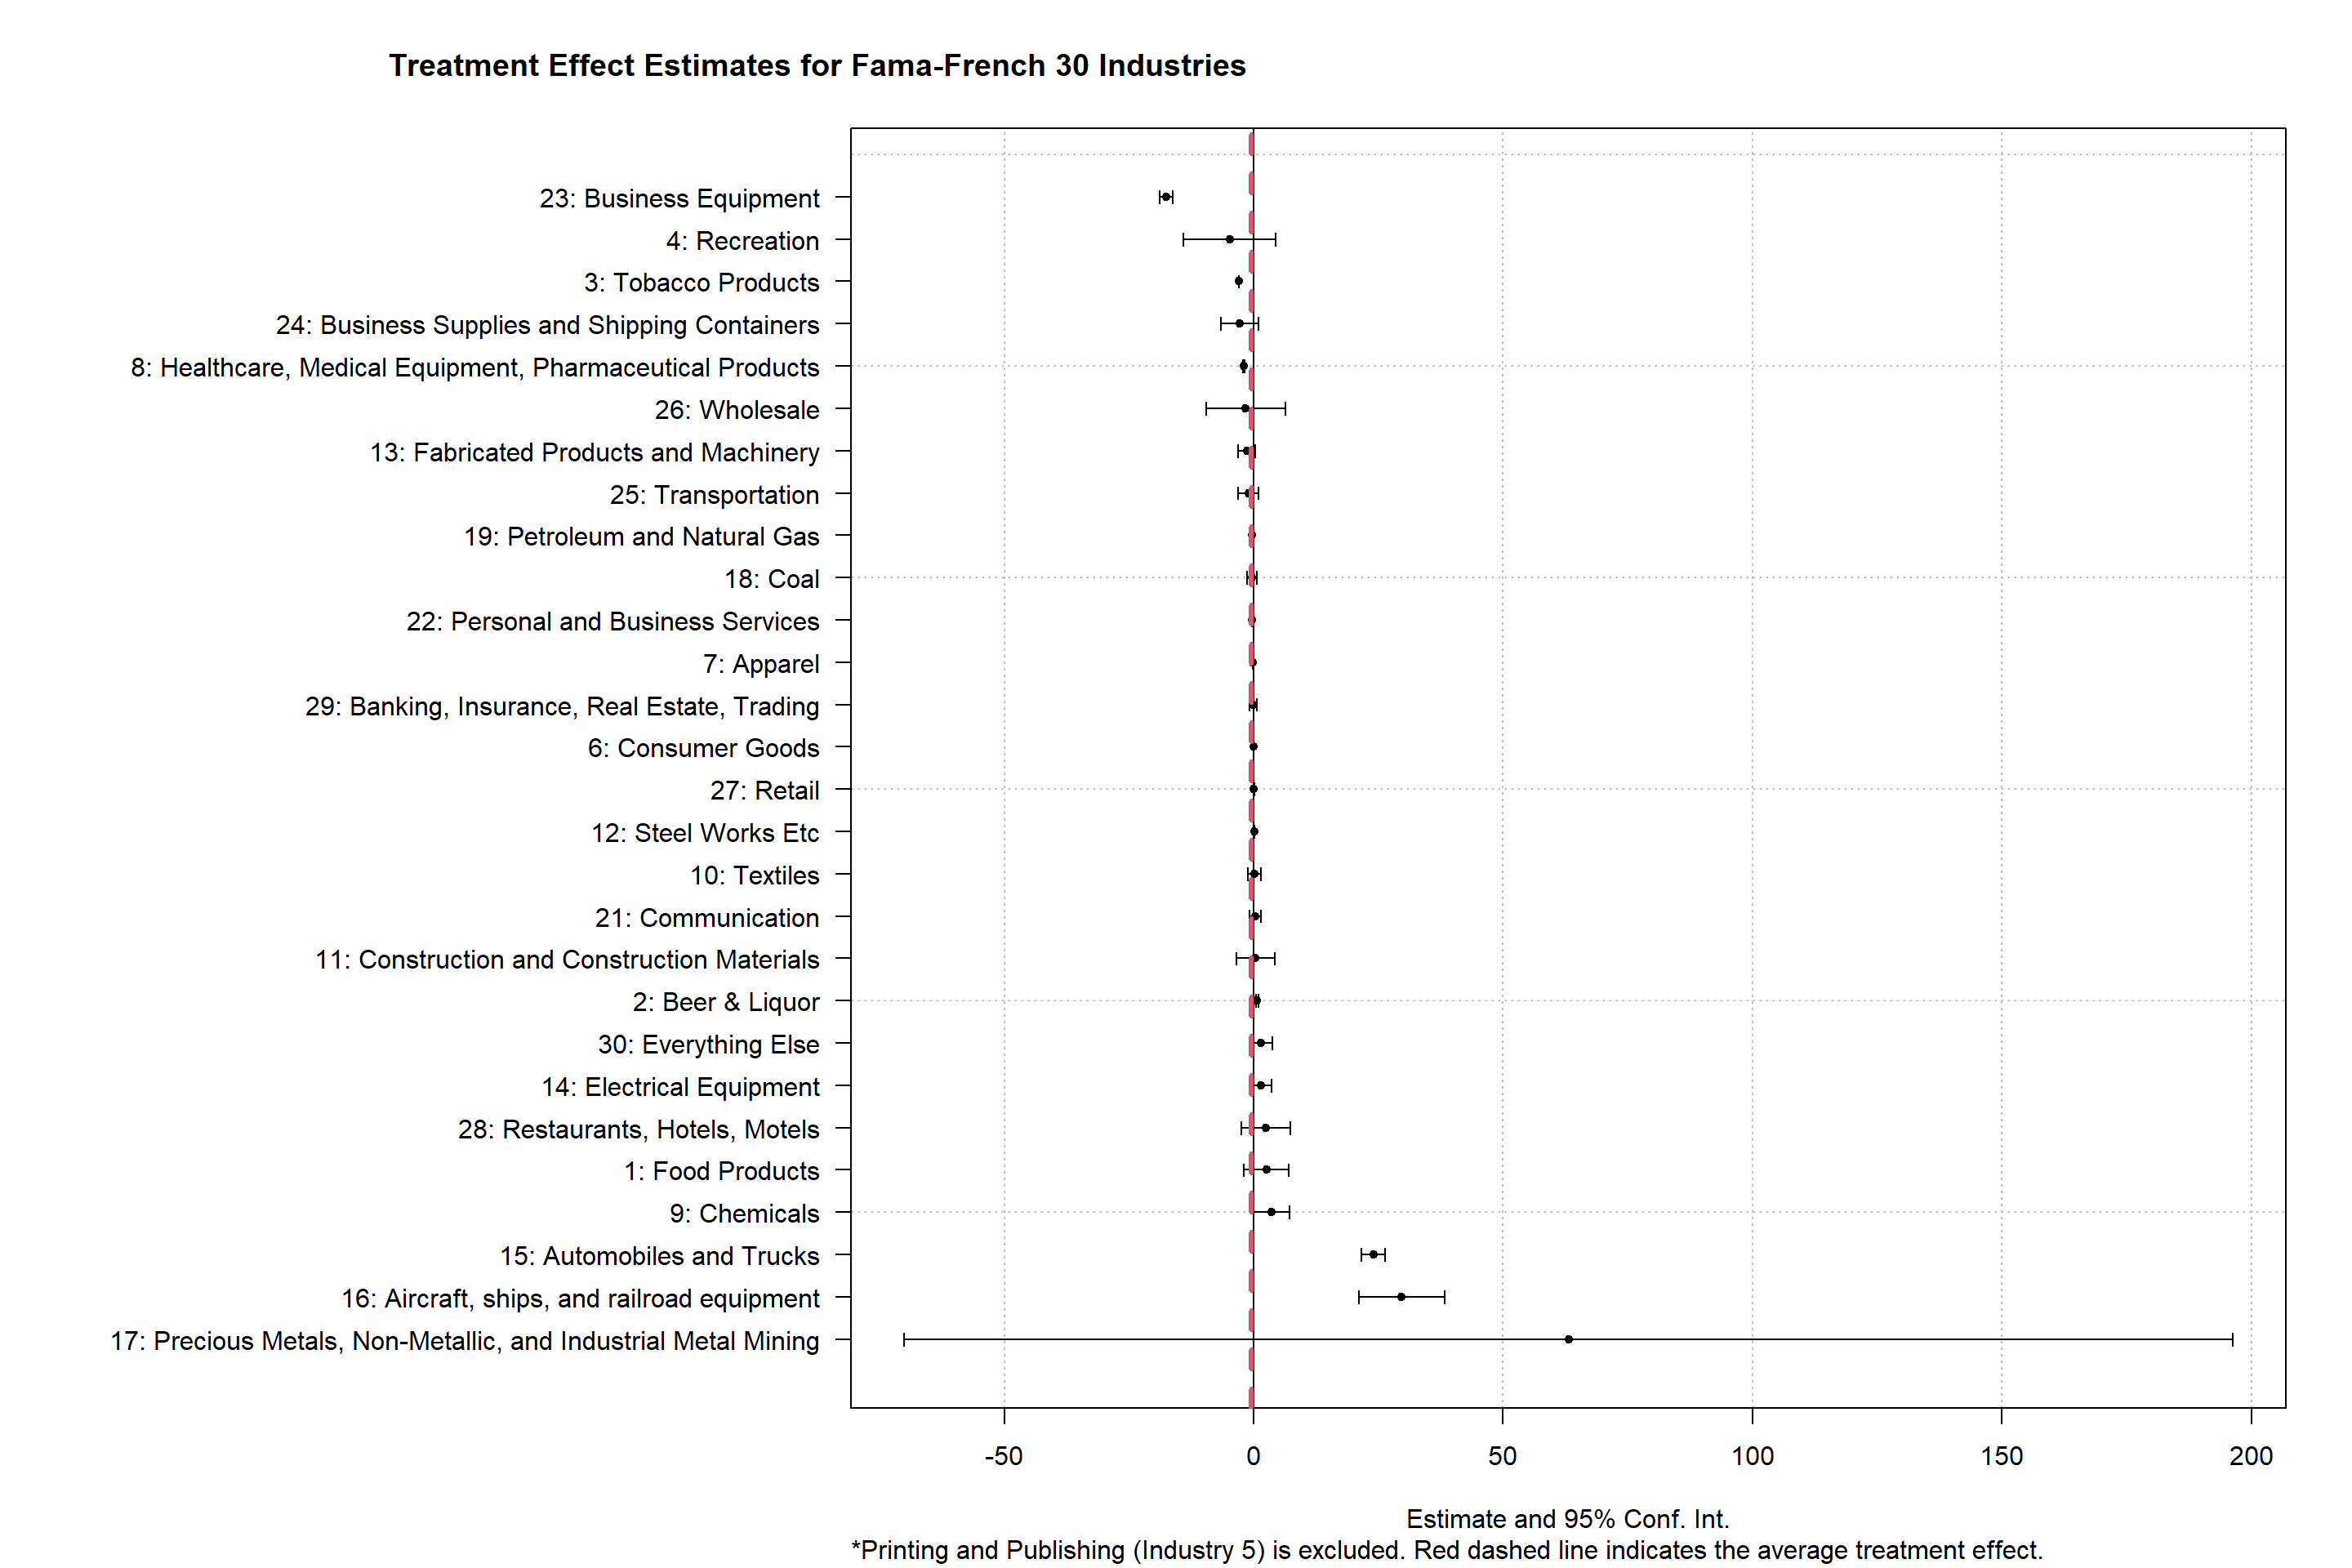 Treatment Effect Estimates for Fama-French 30 Industries
23: Business Equipment
4: Recreation
3: Tobacco Products
24: Business Supplies and Shipping Containers
8: Healthcare, Medical Equipment, Pharmaceutical Products
26: Wholesale
13: Fabricated Products and Machinery
25: Transportation
19: Petroleum and Natural Gas
18: Coal
22: Personal and Business Services
7: Apparel
29: Banking, Insurance, Real Estate, Trading
6: Consumer Goods
27: Retail
12: Steel Works Etc
10: Textiles
21: Communication
11: Construction and Construction Materials
2: Beer & Liquor
30: Everything Else
14: Electrical Equipment
28: Restaurants, Hotels, Motels
1: Food Products
9: Chemicals
15: Automobiles and Trucks
16: Aircraft, ships, and railroad equipment
17: Precious Metals, Non-Metallic, and Industrial Metal Mining
-50 0 50 100 150 200
Estimate and 95% Conf. Int.
*Printing and Publishing (Industry 5) is excluded. Red dashed line indicates the average treatment effect.